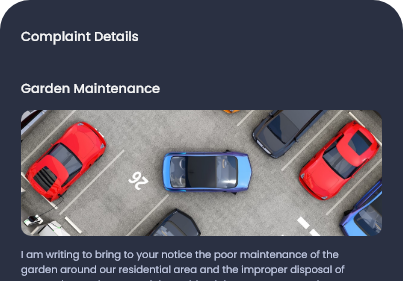 Complaint Details
Garden Maintenance
26
I am writing to bring to your notice the poor maintenance of the
garden around our residential area and the improper disposal of